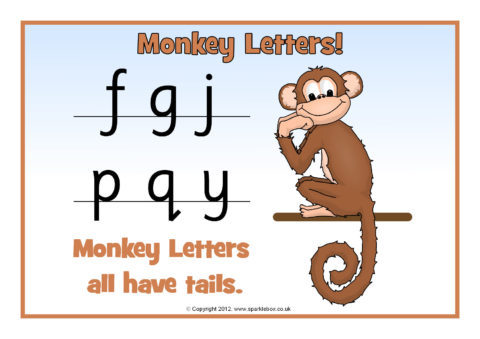 Monkey Letters!
f g j
p q y
Monkey Letters
all have tails.
© Copyright 2012, www.sparklebox.co.uk